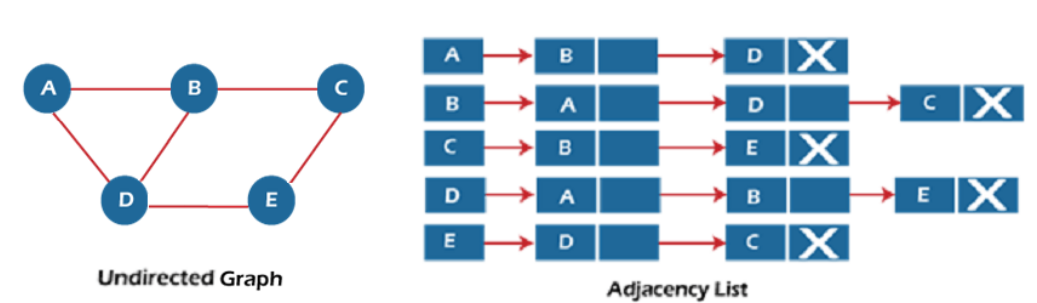 A B C
D E
Undirected Graph
A B D X
B A D C X
C B E X
D A B E X
E D C X
Adjacency List